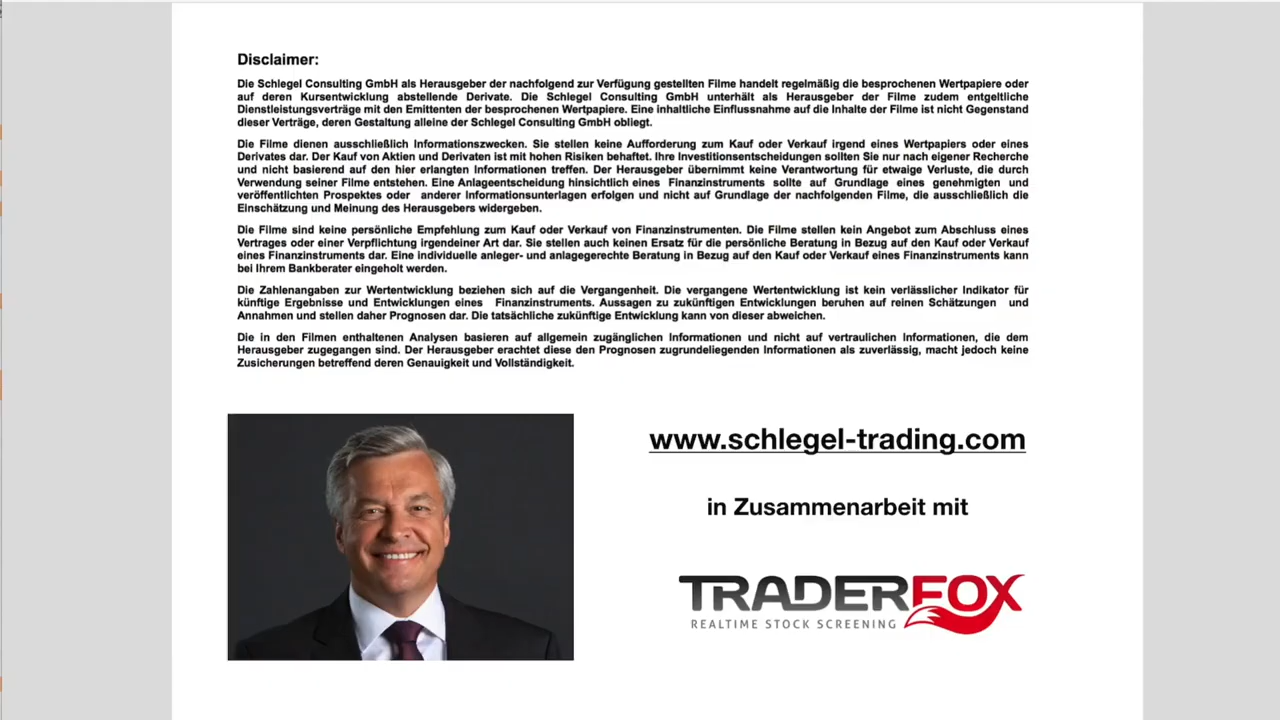 Disclaimer:
Die Schlegel Consulting GmbH als Herausgeber der nachfolgend zur Verfügung gestellten Filme handelt regelmäßig die besprochenen Wertpapiere oder
auf deren Kursentwicklung abstellende Derivate. Die Schlegel Consulting GmbH unterhält als Herausgeber der Filme zudem entgeltliche
Dienstleistungsverträge mit den Emittenten der besprochenen Wertpapiere. Eine inhaltliche Einflussnahme auf die Inhalte der Filme ist nicht Gegenstand
dieser Verträge, deren Gestaltung alleine der Schlegel Consulting GmbH obliegt.
Die Filme dienen ausschließlich Informationszwecken. Sie stellen keine Aufforderung zum Kauf oder Verkauf irgend eines Wertpapiers oder eines
Derivates dar. Der Kauf von Aktien und Derivaten ist mit hohen Risiken behaftet. Ihre Investitionsentscheidungen sollten Sie nur nach eigener Recherche
und nicht basierend auf den hier erlangten Informationen treffen. Der Herausgeber übernimmt keine Verantwortung für etwaige Verluste, die durch
Verwendung seiner Filme entstehen. Eine Anlageentscheidung hinsichtlich eines Finanzinstruments sollte auf Grundlage eines genehmigten und
veröffentlichten Prospektes oder anderer Informationsunterlagen erfolgen und nicht auf Grundlage der nachfolgenden Filme, die ausschließlich die
Einschätzung und Meinung des Herausgebers widergeben.
Die Filme sind keine persönliche Empfehlung zum Kauf oder Verkauf von Finanzinstrumenten. Die Filme stellen kein Angebot zum Abschluss eines
Vertrages oder einer Verpflichtung irgendeiner Art dar. Sie stellen auch keinen Ersatz für die persönliche Beratung in Bezug auf den Kauf oder Verkauf
eines Finanzinstruments dar. Eine individuelle anleger- und anlagegerechte Beratung in Bezug auf den Kauf oder Verkauf eines Finanzinstruments kann
bei Ihrem Bankberater eingeholt werden.
Die Zahlenangaben zur Wertentwicklung beziehen sich auf die Vergangenheit. Die vergangene Wertentwicklung ist kein verlässlicher Indikator für
künftige Ergebnisse und Entwicklungen eines Finanzinstruments. Aussagen zu zukünftigen Entwicklungen beruhen auf reinen Schätzungen und
Annahmen und stellen daher Prognosen dar. Die tatsächliche zukünftige Entwicklung kann von dieser abweichen.
Die in den Filmen enthaltenen Analysen basieren auf allgemein zugänglichen Informationen und nicht auf vertraulichen Informationen, die dem
Herausgeber zugegangen sind. Der Herausgeber erachtet diese den Prognosen zugrundeliegenden Informationen als zuverlässig, macht jedoch keine
Zusicherungen betreffend deren Genauigkeit und Vollständigkeit.
www.schlegel-trading.com
in Zusammenarbeit mit
TRADERFOX
REALTIME STOCK SCREENING